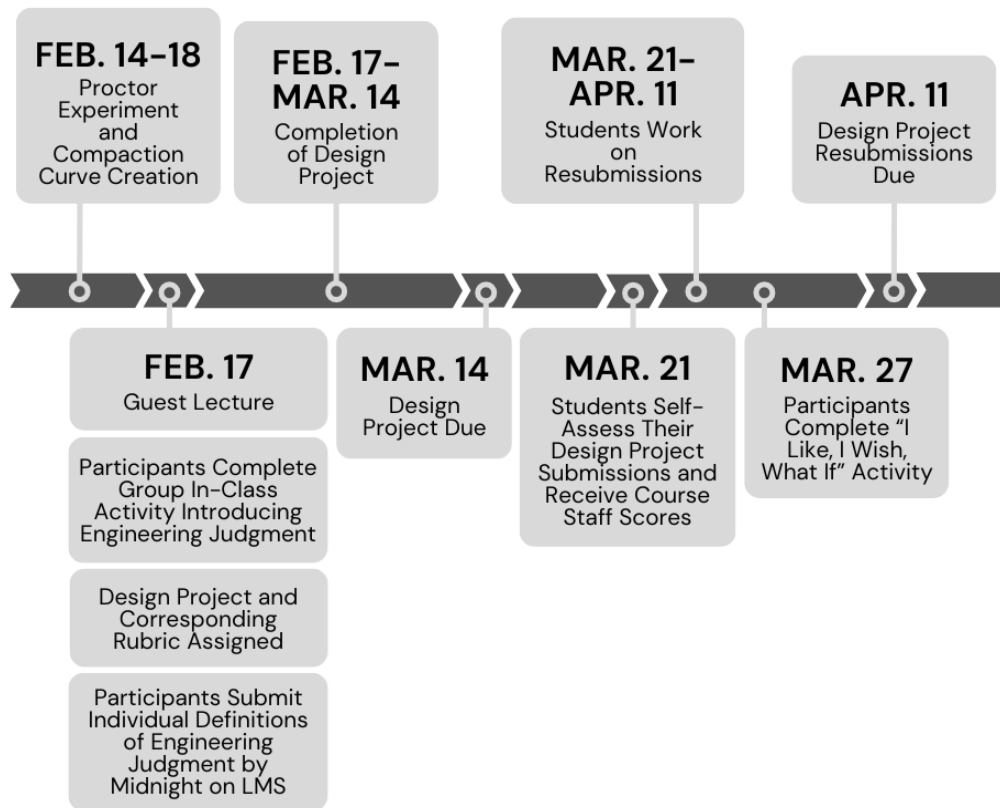 FEB. 14–18
Proctor
Experiment
and
Compaction
Curve Creation
FEB. 17–
MAR. 14
Completion
of Design
Project
MAR. 21–
APR. 11
Students Work
on
Resubmissions
APR. 11
Design Project
Resubmissions
Due
FEB. 17
Guest Lecture
Participants Complete
Group In-Class
Activity Introducing
Engineering Judgment
Design Project and
Corresponding
Rubric Assigned
Participants Submit
Individual Definitions
of Engineering
Judgment by
Midnight on LMS
MAR. 14
Design
Project Due
MAR. 21
Students Self-
Assess Their
Design Project
Submissions and
Receive Course
Staff Scores
MAR. 27
Participants
Complete “I
Like, I Wish,
What If” Activity